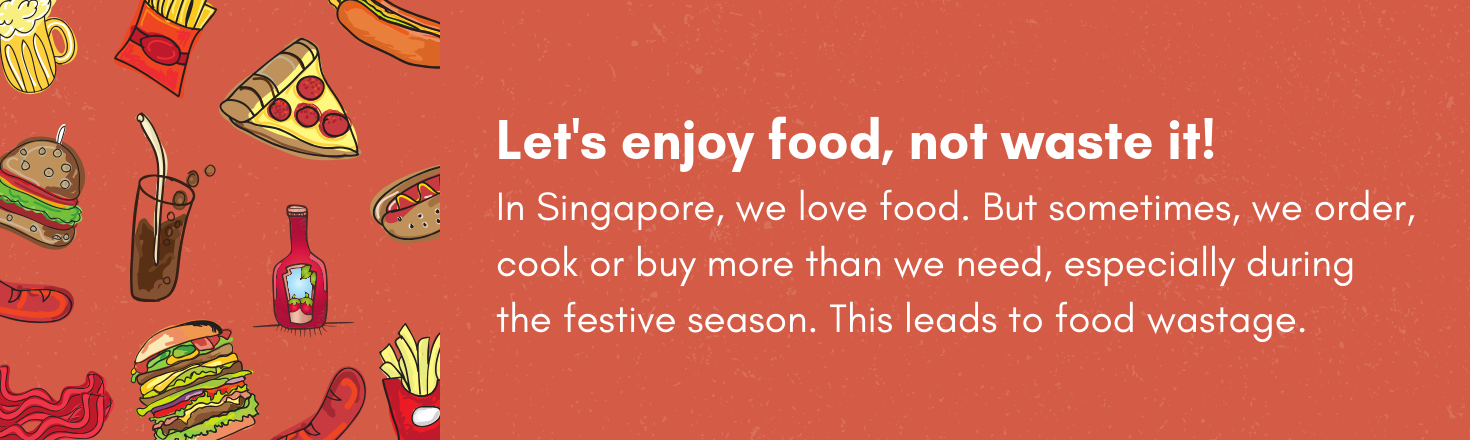 Let's enjoy food, not waste it!
In Singapore, we love food. But sometimes, we order,
cook or buy more than we need, especially during
the festive season. This leads to food wastage.